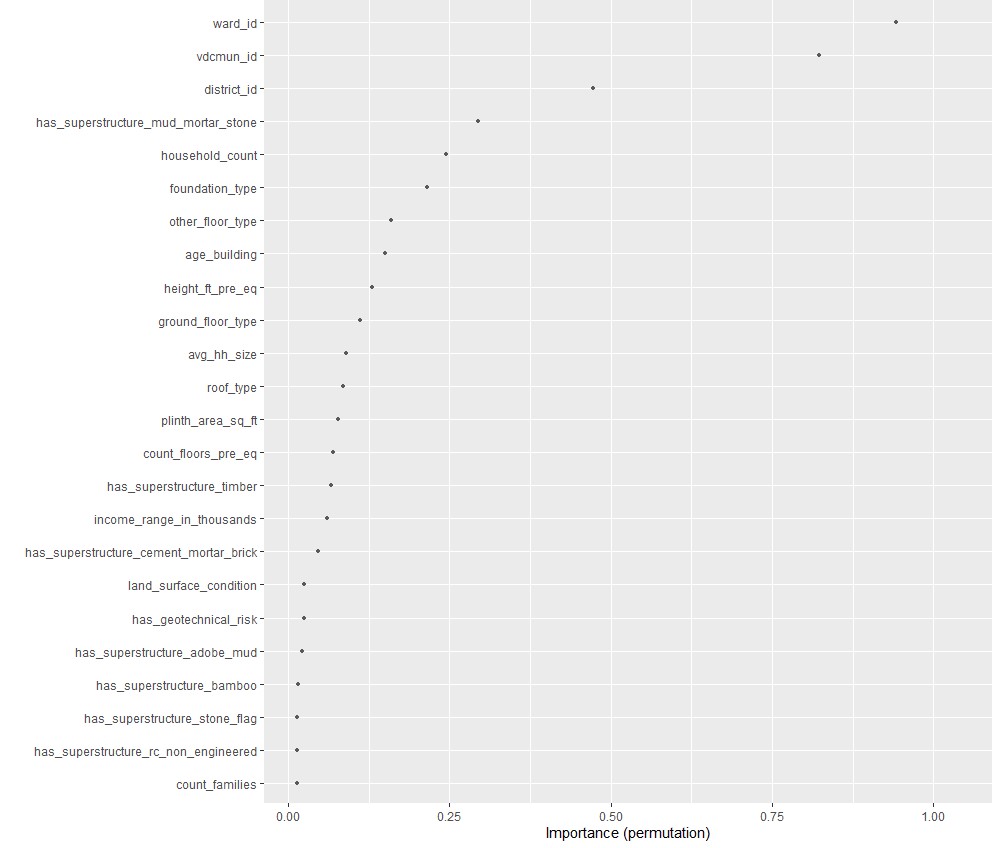 ward_id
vdcmun_id
district_id
has_superstructure_mud_mortar_stone
household_count
foundation_type
other_floor_type
age_building
height_ft_pre_eq
ground_floor_type
avg_hh_size
roof_type
plinth_area_sq_ft
count_floors_pre_eq
has_superstructure_timber
income_range_in_thousands
has_superstructure_cement_mortar_brick
land_surface_condition
has_geotechnical_risk
has_superstructure_adobe_mud
has_superstructure_bamboo
has_superstructure_stone_flag
has_superstructure_rc_non_engineered
count_families
0.00 0.25 0.50 0.75 1.00
Importance (permutation)